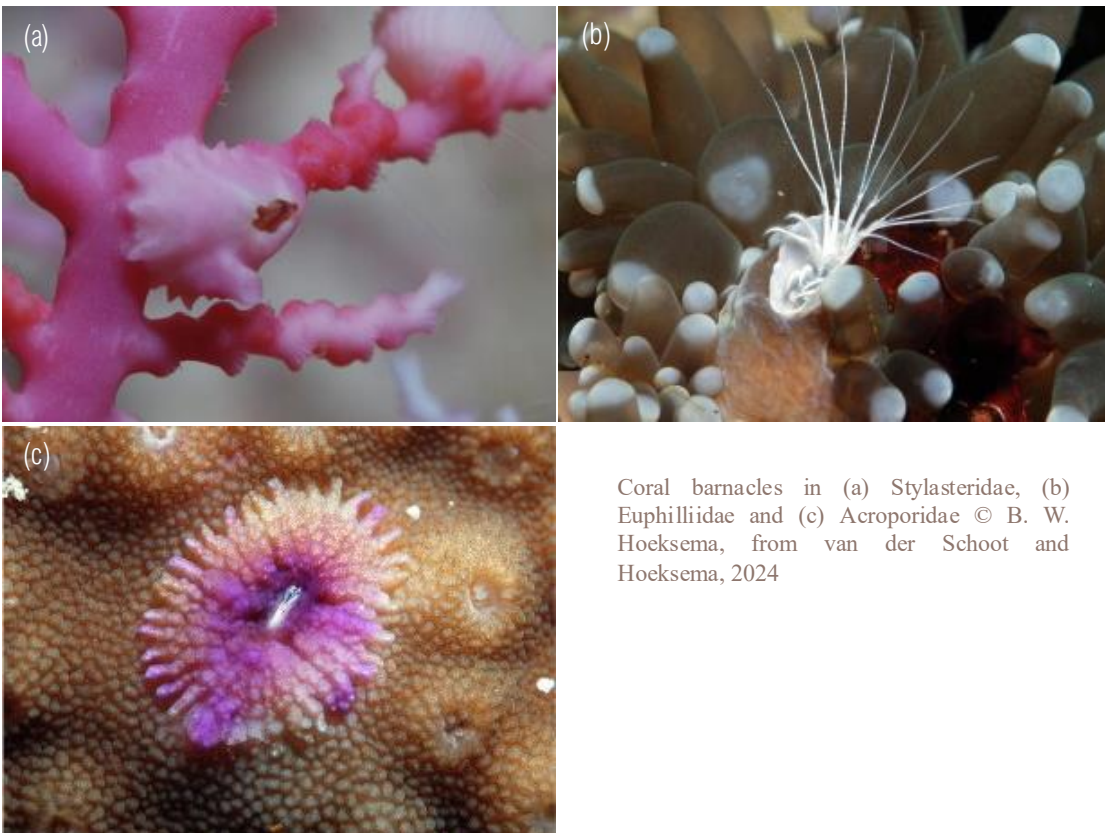 (a)
(b)
(c)
Coral barnacles in (a) Stylasteridae, (b)
Euphilliidae and (c) Acroporidae © B. W.
Hoeksema, from van der Schoot and
Hoeksema, 2024